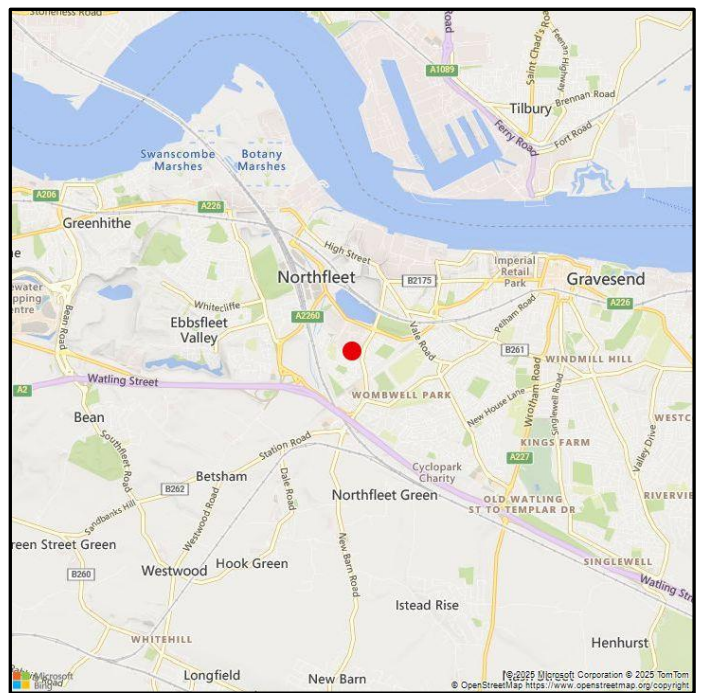 Stoneness Road
Road
A1089
Saint Chad's Road
Feenan Highway
Brennan Road
Tilbury
Ferry Road
Fort Road
Swanscombe
Marshes
Botany
Marshes
A206
A226
Greenhithe
High Street
Northfleet
Imperial
Retail
Park
Gravesend
B2175
A226
Whitecliffe
Bean Road
Ebbsfleet
Valley
A2260
Pelham Road
Vale Road
B261
WINDMILL HILL
A2
Watling Street
WOMBWELL PARK
New House Lane
Wrotham Road
Singlewell Road
WESTC
Bean
Southfleet Road
Station Road
KINGS FARM
Valley Drive
A227
Cyclopark
Charity
Betsham
Dale Road
B262
Northfleet Green
OLD WATLING
ST TO TEMPLAR DR
RIVERVIE
Sandbanks Hill
Westwood Road
reen Street Green
New Barn Road
B260
Westwood
Hook Green
SINGLEWELL
Watling Str
Istead Rise
WHITEHILL
Henhurst
Longfield
New Barn
Microsoft
Bing
© 2025 Microsoft Corporation © 2025 TomTom
© OpenStreetMap https://www.openstreetmap.org/copyright